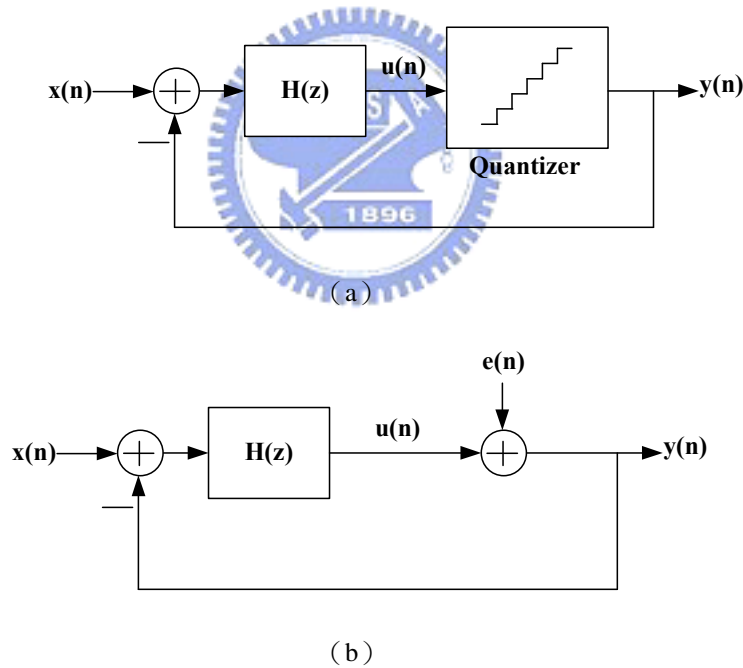 x(n)
H(z)
u(n)
y(n)
Quantizer
S
A
1896
（a）
e(n)
x(n)
H(z)
u(n)
y(n)
（b）